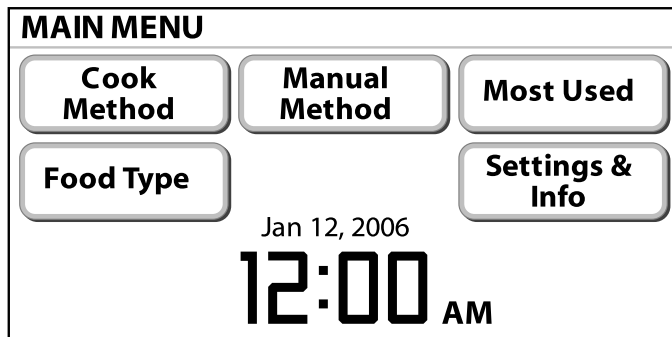 MAIN MENU
Cook
Method
Manual
Method
Most Used
Food Type
Settings &
Info
Jan 12, 2006
12:00 AM